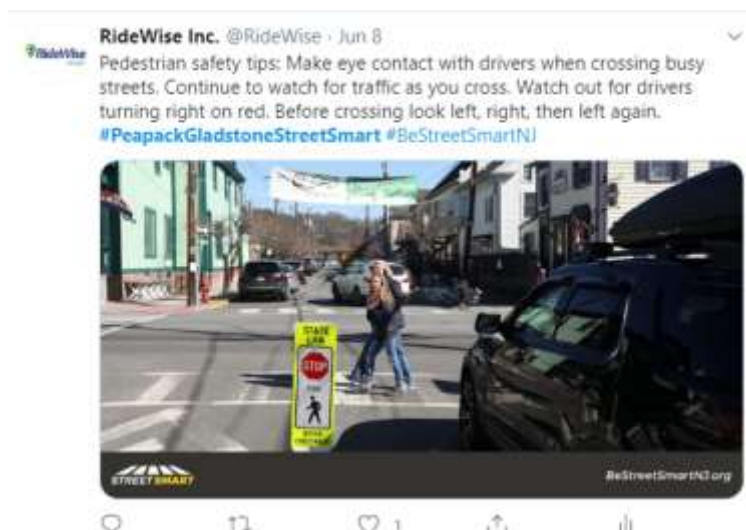 RideWise Inc. @RideWise · Jun 8
RideWise
Pedestrian safety tips: Make eye contact with drivers when crossing busy
streets. Continue to watch for traffic as you cross. Watch out for drivers
turning right on red. Before crossing look left, right, then left again.
#PeapackGladstoneStreetSmart #BeStreetSmartNJ
STATE
LAW
STOP
FOR
STREET SMART
BeStreetSmartNJ.org
1